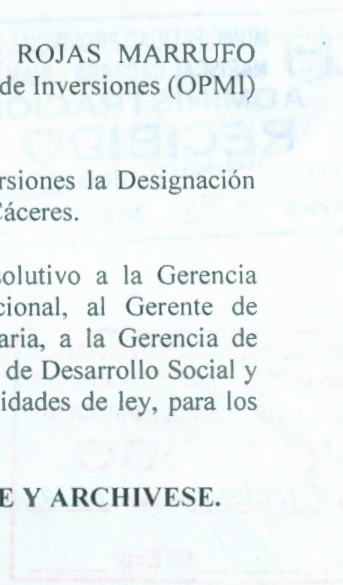 ROJAS MARRUFO
de Inversiones (OPMI)
rsiones la Designación
Cáceres.
solutivo a la Gerencia
cional, al Gerente de
aria, a la Gerencia de
de Desarrollo Social y
idades de ley, para los
E Y ARCHIVESE.
RECIBIDO